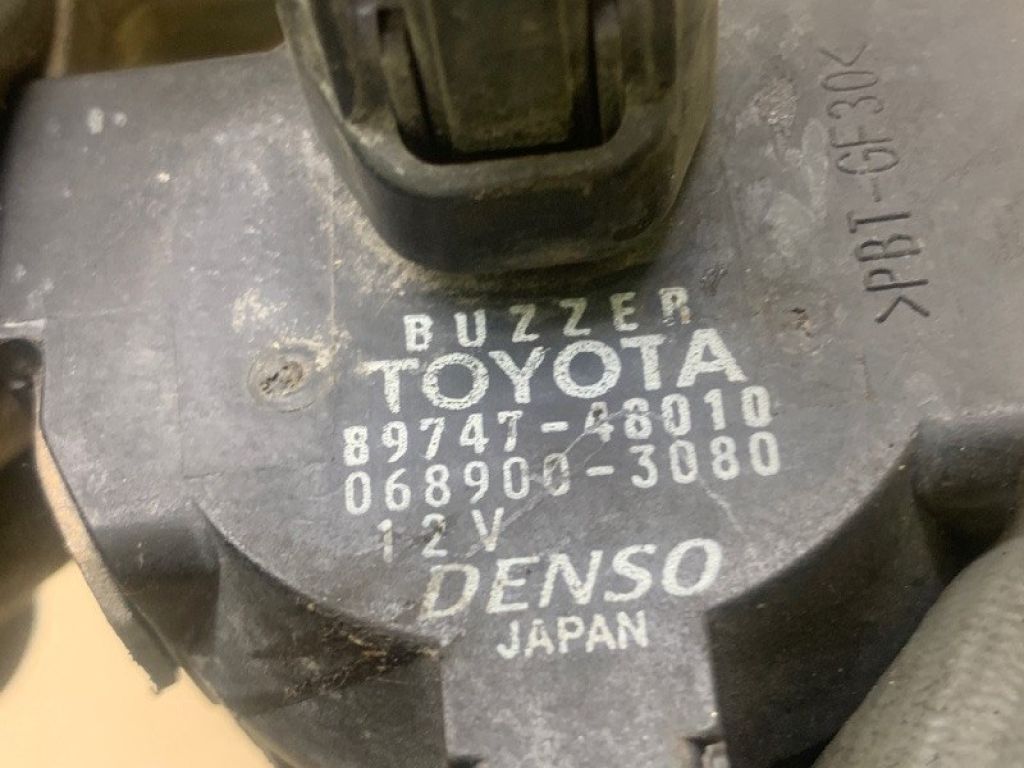 >PBT-GF30<
BUZZER
TOYOTA
89747-48010
068900-3080
12V
DENSO
JAPAN